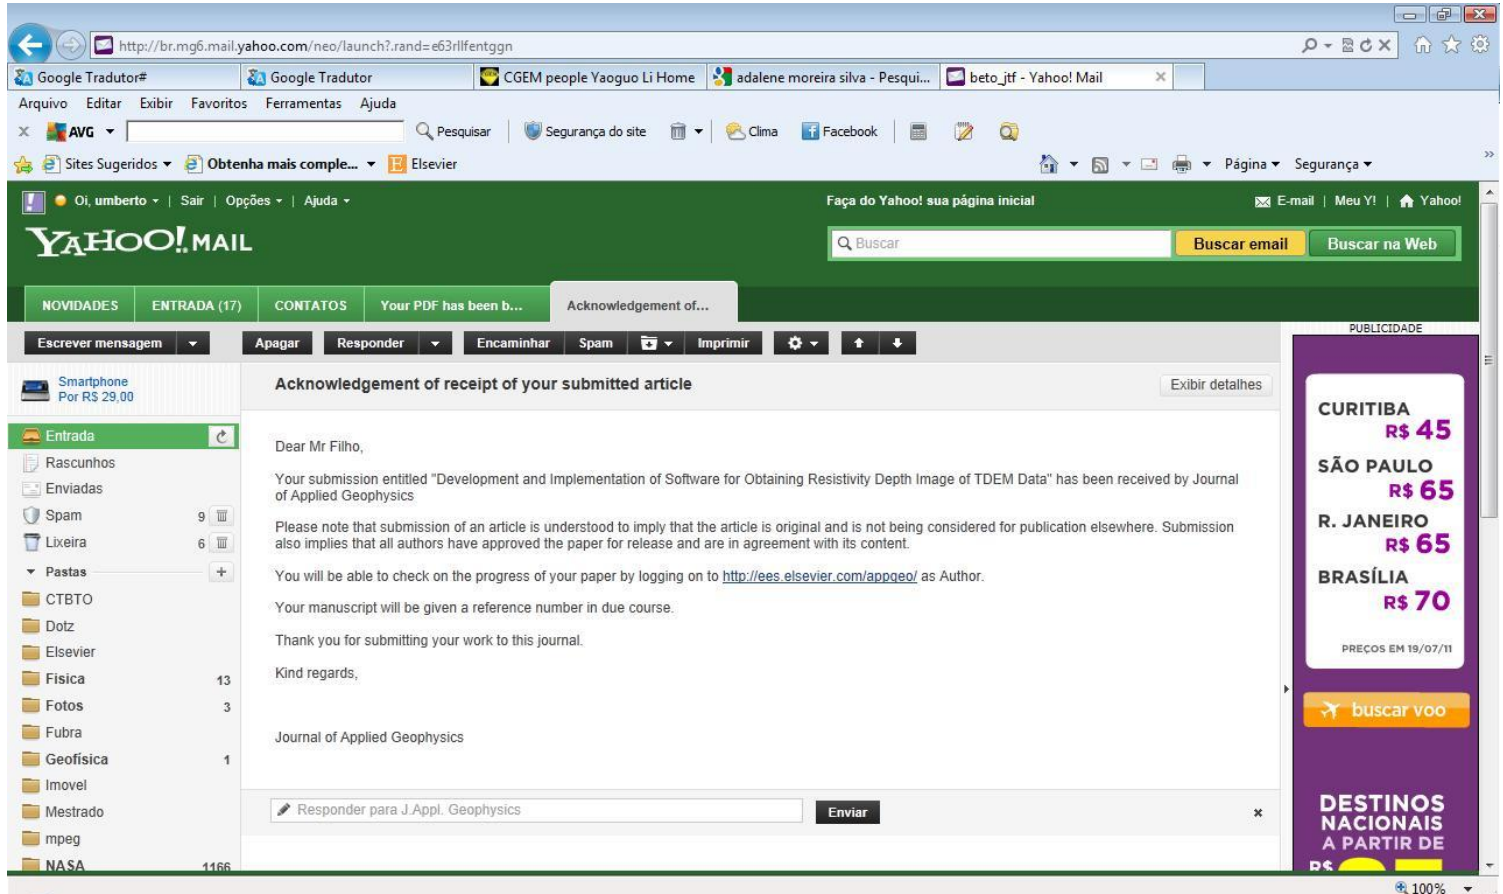 http://br.mg6.mail.yahoo.com/neo/launch?.rand=e63rllfentggn
Google Tradutor# Google Tradutor CGEM people Yaoguo Li Home adalene moreira silva - Pesqui... beto_jtf - Yahoo! Mail
Arquivo Editar Exibir Favoritos Ferramentas Ajuda
AVG Pesquisar Segurança do site Clima Facebook
Sites Sugeridos Obtenha mais comple... Elsevier Página Segurança
Oi, umberto | Sair | Opções | Ajuda Faça do Yahoo! sua página inicial E-mail | Meu Y! | Yahoo!
YAHOO! MAIL Buscar Buscar email Buscar na Web
NOVIDADES ENTRADA (17) CONTATOS Your PDF has been b... Acknowledgement of...
Escrever mensagem Apagar Responder Encaminhar Spam Imprimir
Smartphone
Por R$ 29,00
Entrada
Rascunhos
Enviadas
Spam 9
Lixeira 6
Pastas
CTBTO
Dotz
Elsevier
Fisica 13
Fotos 3
Fubra
Geofísica 1
Imovel
Mestrado
mpeg
NASA 1166
Acknowledgement of receipt of your submitted article Exibir detalhes
Dear Mr Filho,
Your submission entitled "Development and Implementation of Software for Obtaining Resistivity Depth Image of TDEM Data" has been received by Journal
of Applied Geophysics
Please note that submission of an article is understood to imply that the article is original and is not being considered for publication elsewhere. Submission
also implies that all authors have approved the paper for release and are in agreement with its content.
You will be able to check on the progress of your paper by logging on to http://ees.elsevier.com/appgeo/ as Author.
Your manuscript will be given a reference number in due course.
Thank you for submitting your work to this journal.
Kind regards,
Journal of Applied Geophysics
Responder para J.Appl. Geophysics Enviar
PUBLICIDADE
CURITIBA
R$ 45
SÃO PAULO
R$ 65
R. JANEIRO
R$ 65
BRASÍLIA
R$ 70
PREÇOS EM 19/07/11
buscar voo
DESTINOS
NACIONAIS
A PARTIR DE
R$
100%